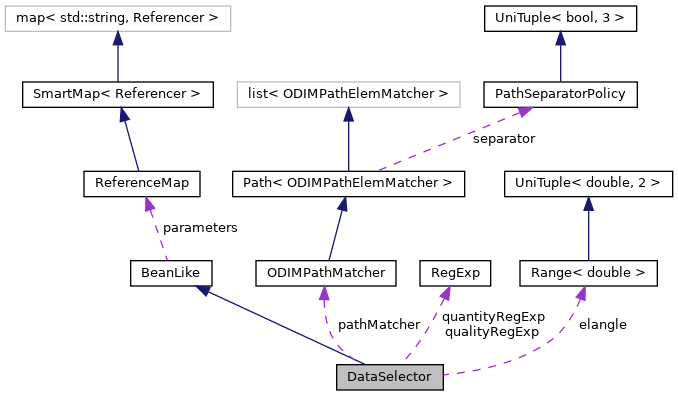 map< std::string, Referencer >
UniTuple< bool, 3 >
SmartMap< Referencer >
list< ODIMPathElemMatcher >
PathSeparatorPolicy
separator
ReferenceMap
Path< ODIMPathElemMatcher >
UniTuple< double, 2 >
parameters
BeanLike
ODIMPathMatcher
RegExp
Range< double >
pathMatcher
quantityRegExp
qualityRegExp
elangle
DataSelector